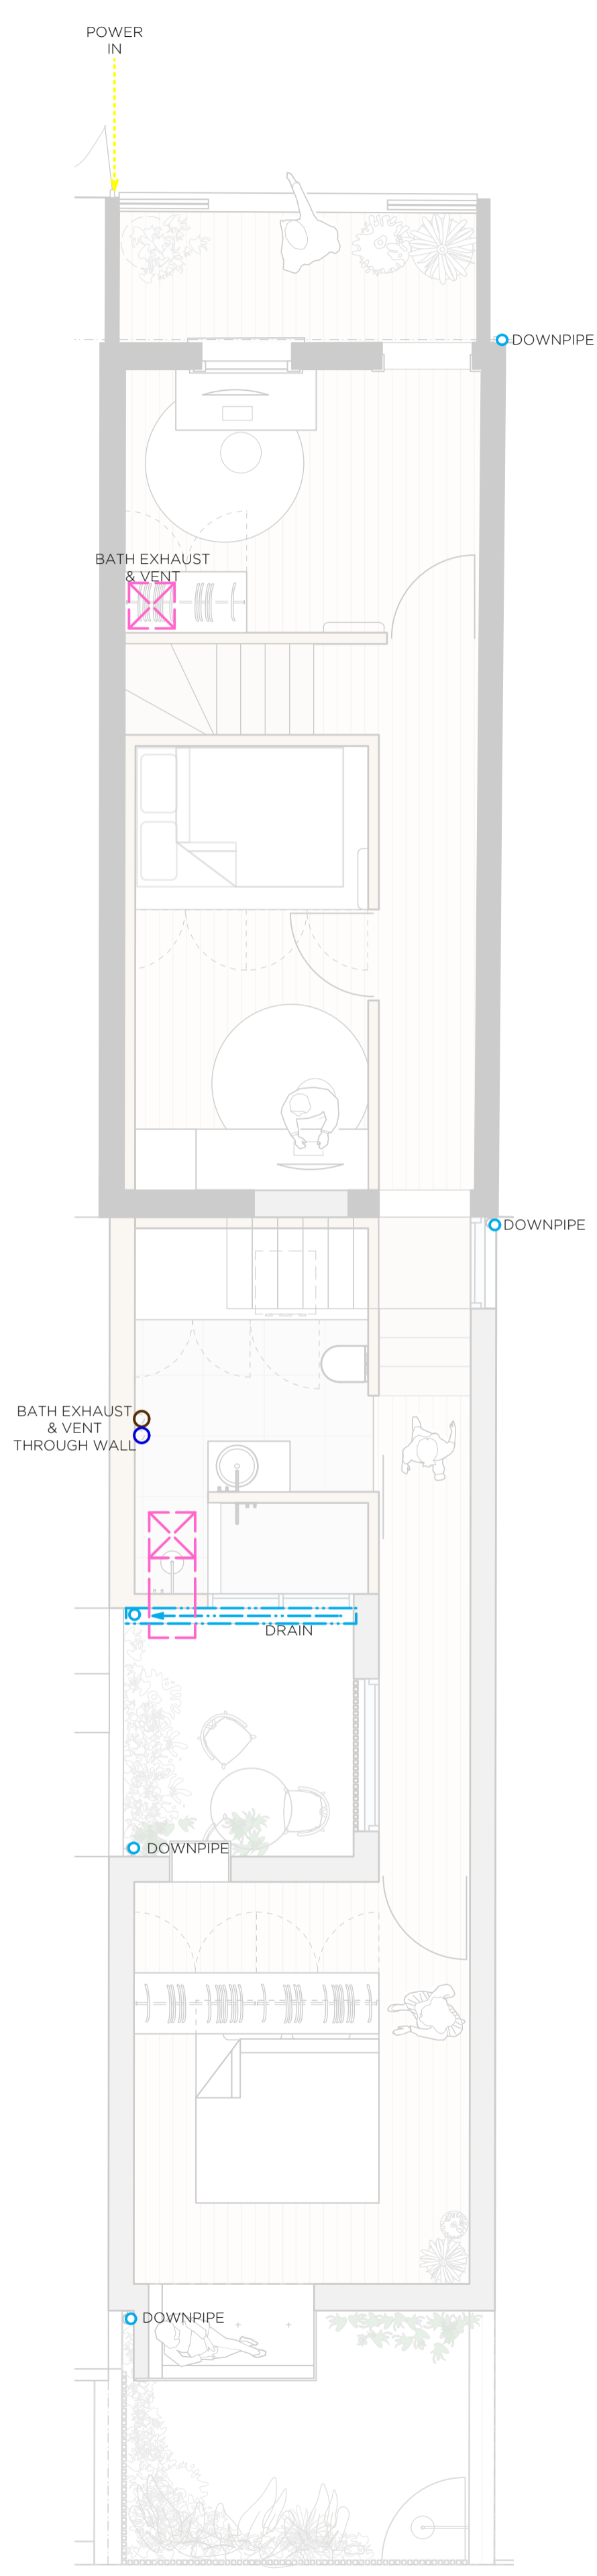 POWER
IN
DOWNPIPE
BATH EXHAUST
& VENT
DOWNPIPE
BATH EXHAUST
& VENT
THROUGH WALL
DRAIN
DOWNPIPE
DOWNPIPE